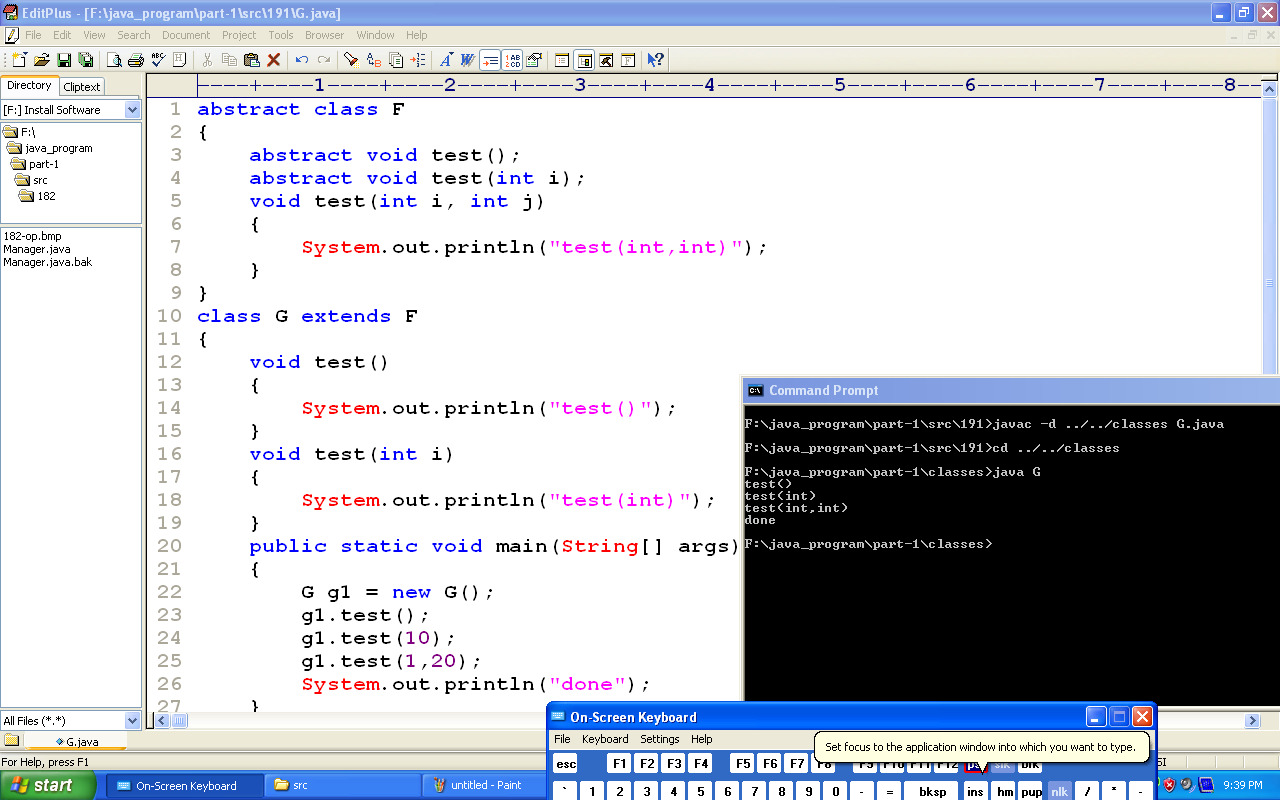 EditPlus - [F:\java_program\part-1\src\191\G.java]
File Edit View Search Document Project Tools Browser Window Help
Directory Cliptext
[F:] Install Software
F:\
java_program
part-1
src
182
182-op.bmp
Manager.java
Manager.java.bak
All Files (*.*)
G.java
----+----1----+----2----+----3----+----4----+----5----+----6----+----7----+----8--
1 abstract class F
2 {
3 abstract void test();
4 abstract void test(int i);
5 void test(int i, int j)
6 {
7 System.out.println("test(int,int)");
8 }
9 }
10 class G extends F
11 {
12 void test()
13 {
14 System.out.println("test()");
15 }
16 void test(int i)
17 {
18 System.out.println("test(int)");
19 }
20 public static void main(String[] args)
21 {
22 G g1 = new G();
23 g1.test();
24 g1.test(10);
25 g1.test(1,20);
26 System.out.println("done");
27 }
Command Prompt
F:\java_program\part-1\src\191>javac -d ../../classes G.java
F:\java_program\part-1\src\191>cd ../../classes
F:\java_program\part-1\classes>java G
test()
test(int)
test(int,int)
done
F:\java_program\part-1\classes>
On-Screen Keyboard
File Keyboard Settings Help
Set focus to the application window into which you want to type.
esc F1 F2 F3 F4 F5 F6 F7 F8 F9 F10 F11 F12
` 1 2 3 4 5 6 7 8 9 0 - = bksp ins hm pup nlk / * -
For Help, press F1
start On-Screen Keyboard src untitled - Paint 9:39 PM